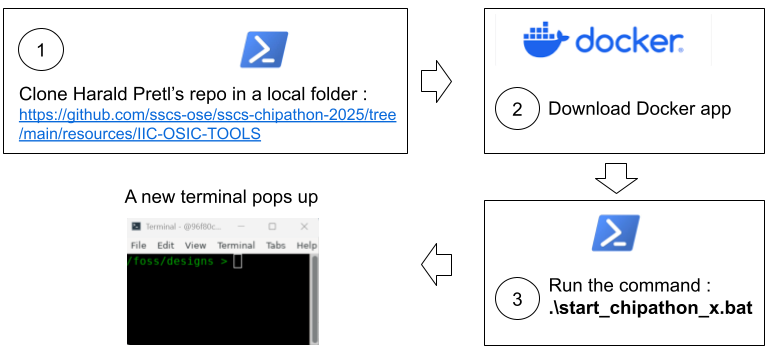 1
Clone Harald Pretl's repo in a local folder :
https://github.com/sscs-ose/sscs-chipathon-2025/tree
/main/resources/IIC-OSIC-TOOLS
docker.
2
Download Docker app
3
Run the command :
.\start_chipathon_x.bat
A new terminal pops up
Terminal - @96f80c...
File Edit View Terminal Tabs Help
/foss/designs >